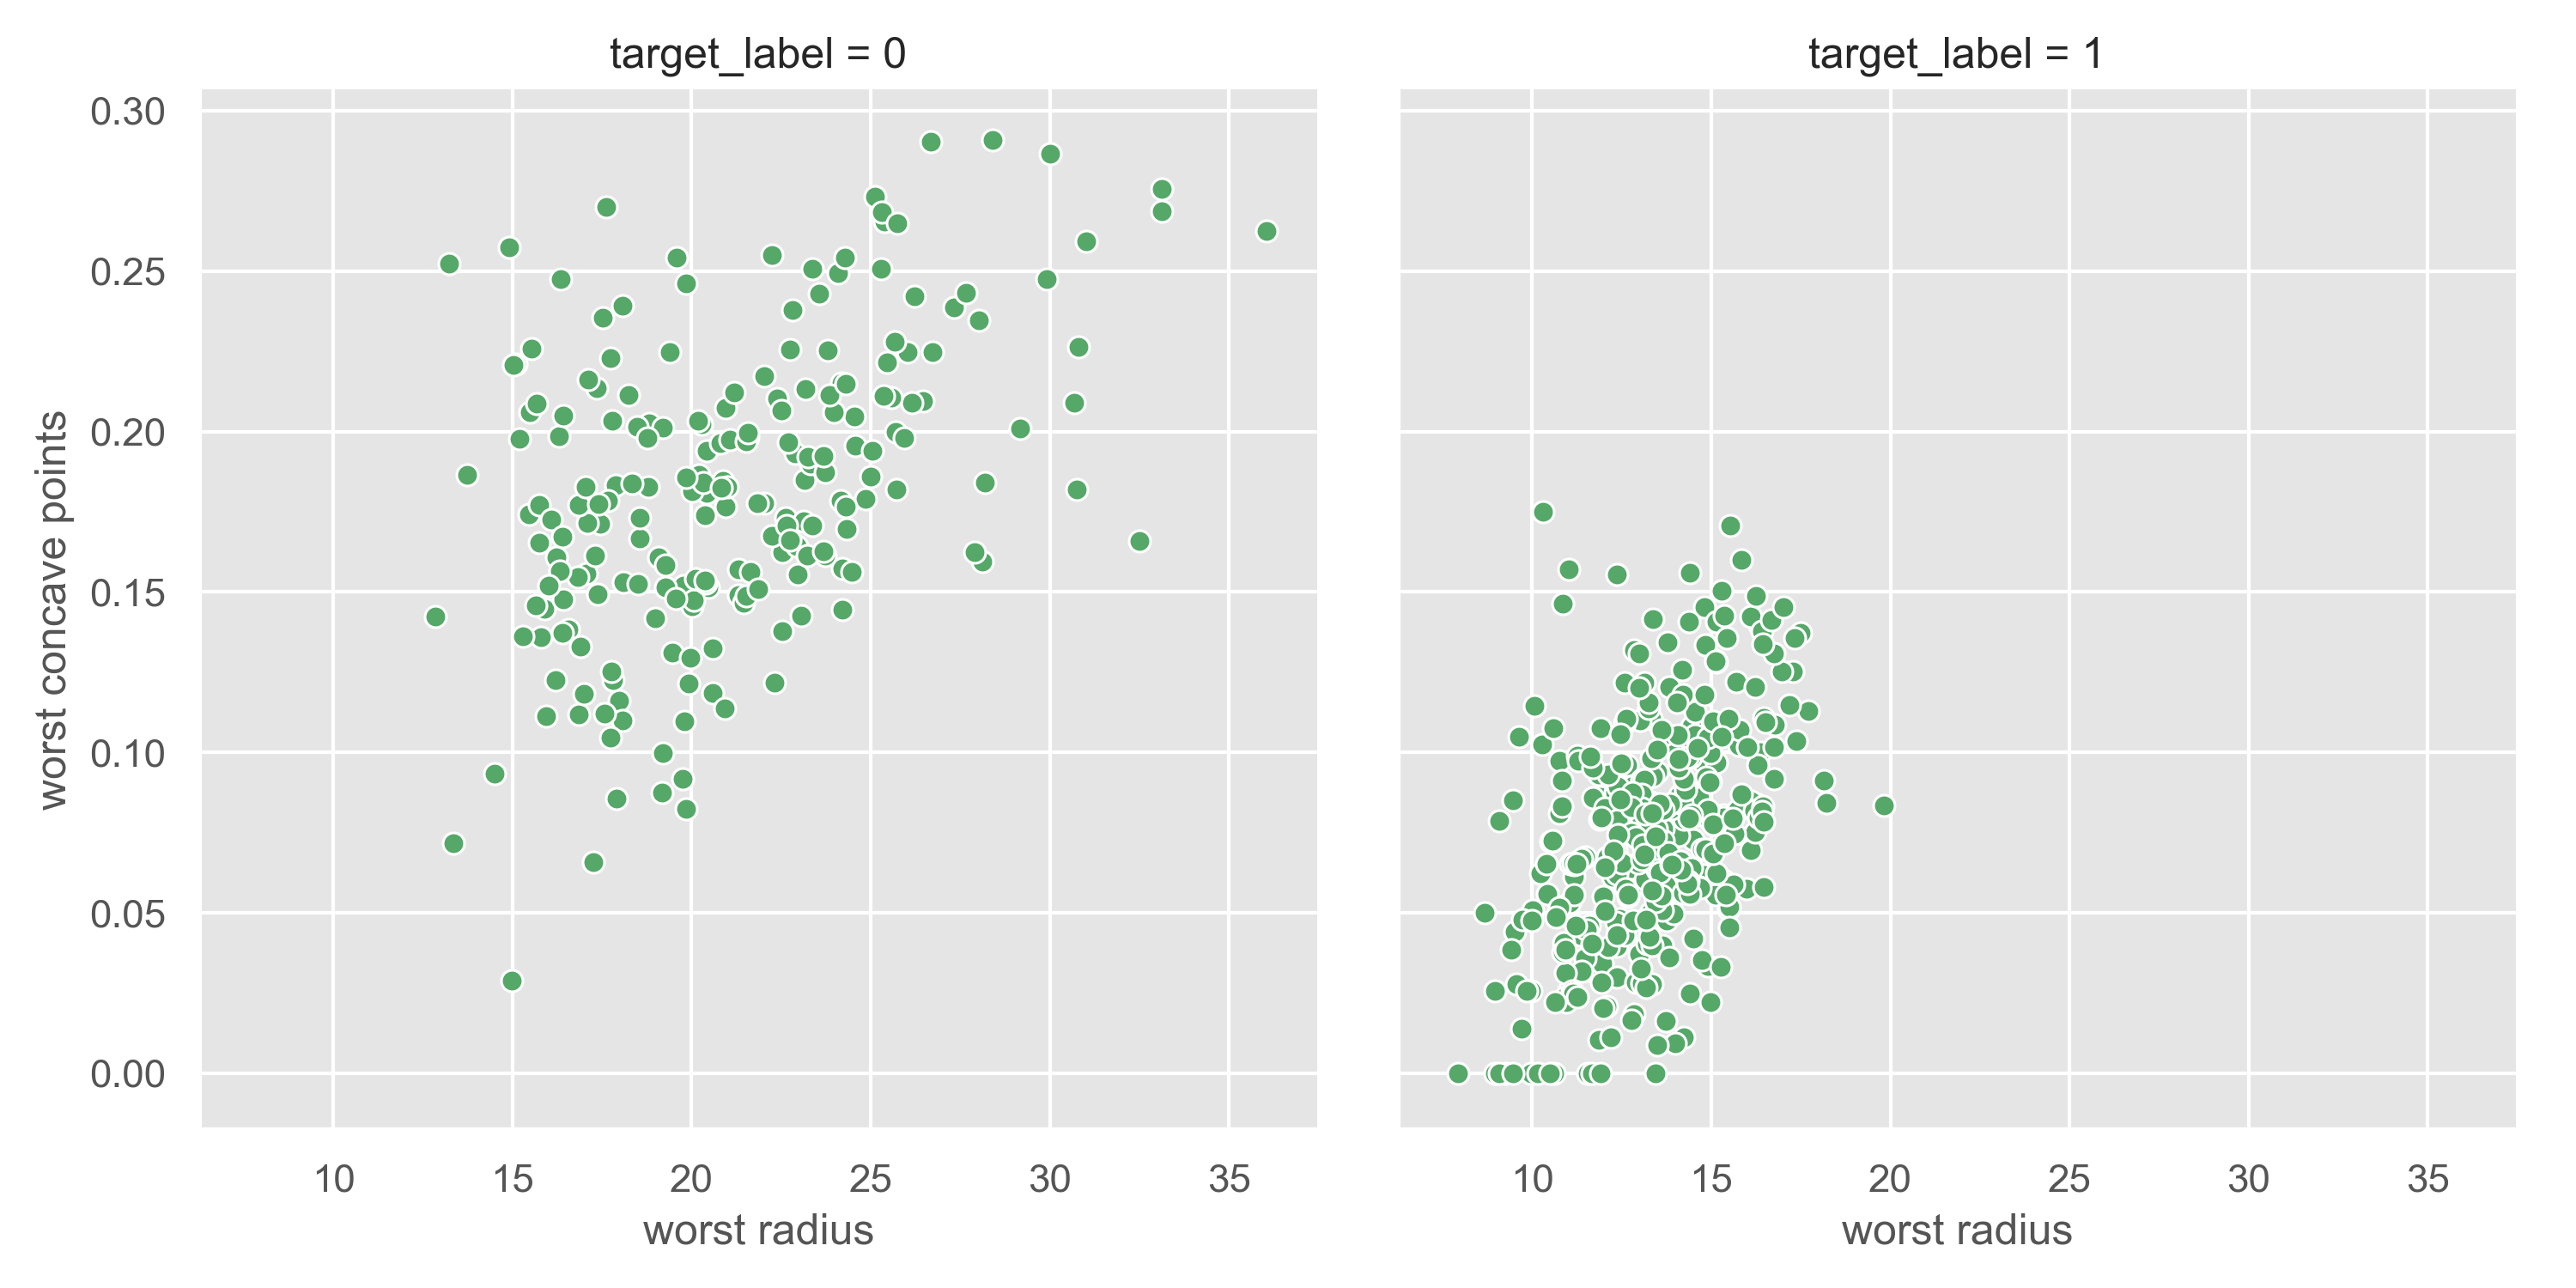 target_label = 0
target_label = 1
0.30
0.25
0.20
0.15
0.10
0.05
0.00
worst concave points
10 15 20 25 30 35
10 15 20 25 30 35
worst radius
worst radius